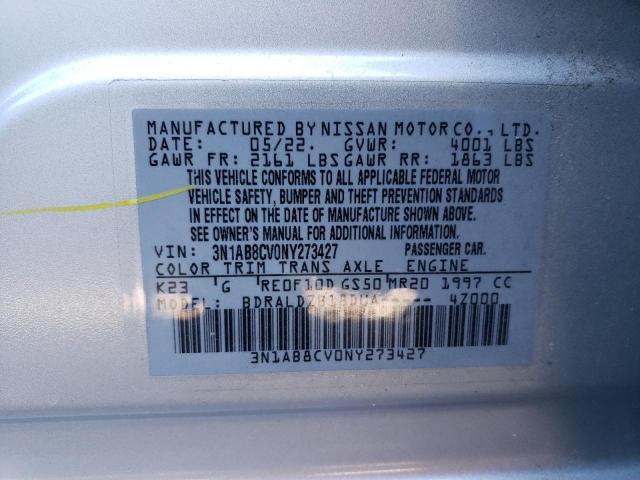 MANUFACTURED BY NISSAN MOTOR CO., LTD.
DATE: 05/22. GVWR: 4001 LBS
GAWR FR: 2161 LBS GAWR RR: 1863 LBS
THIS VEHICLE CONFORMS TO ALL APPLICABLE FEDERAL MOTOR
VEHICLE SAFETY, BUMPER AND THEFT PREVENTION STANDARDS
IN EFFECT ON THE DATE OF MANUFACTURE SHOWN ABOVE.
SEE OWNER'S MANUAL FOR ADDITIONAL INFORMATION.
VIN: 3N1AB8CV0NY273427 PASSENGER CAR.
COLOR TRIM TRANS AXLE ENGINE
K23 G RE0F10D GS50 MR20 1997 CC
4Z000
3N1AB8CV0NY273427